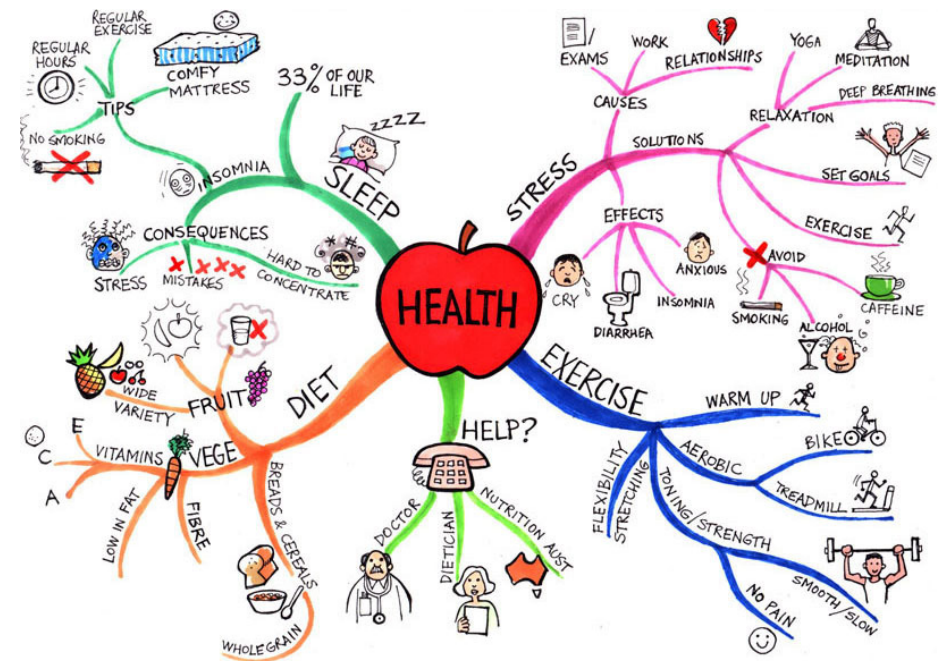 HEALTH
SLEEP
33% OF OUR
LIFE
ZZZZ
INSOMNIA
TIPS
REGULAR
EXERCISE
REGULAR
HOURS
COMFY
MATTRESS
NO SMOKING
CONSEQUENCES
STRESS
MISTAKES
HARD TO
CONCENTRATE
STRESS
CAUSES
EXAMS
WORK
RELATIONSHIPS
SOLUTIONS
RELAXATION
YOGA
MEDITATION
DEEP BREATHING
SET GOALS
EXERCISE
AVOID
SMOKING
ALCOHOL
CAFFEINE
EFFECTS
CRY
DIARRHEA
INSOMNIA
ANXIOUS
DIET
FRUIT
WIDE
VARIETY
VEGE
VITAMINS
E
C
A
LOW IN FAT
FIBRE
BREADS & CEREALS
WHOLEGRAIN
HELP?
DOCTOR
DIETICIAN
NUTRITION AUST
EXERCISE
WARM UP
AEROBIC
BIKE
TREADMILL
TONING/STRENGTH
SMOOTH/SLOW
NO PAIN
FLEXIBILITY
STRETCHING